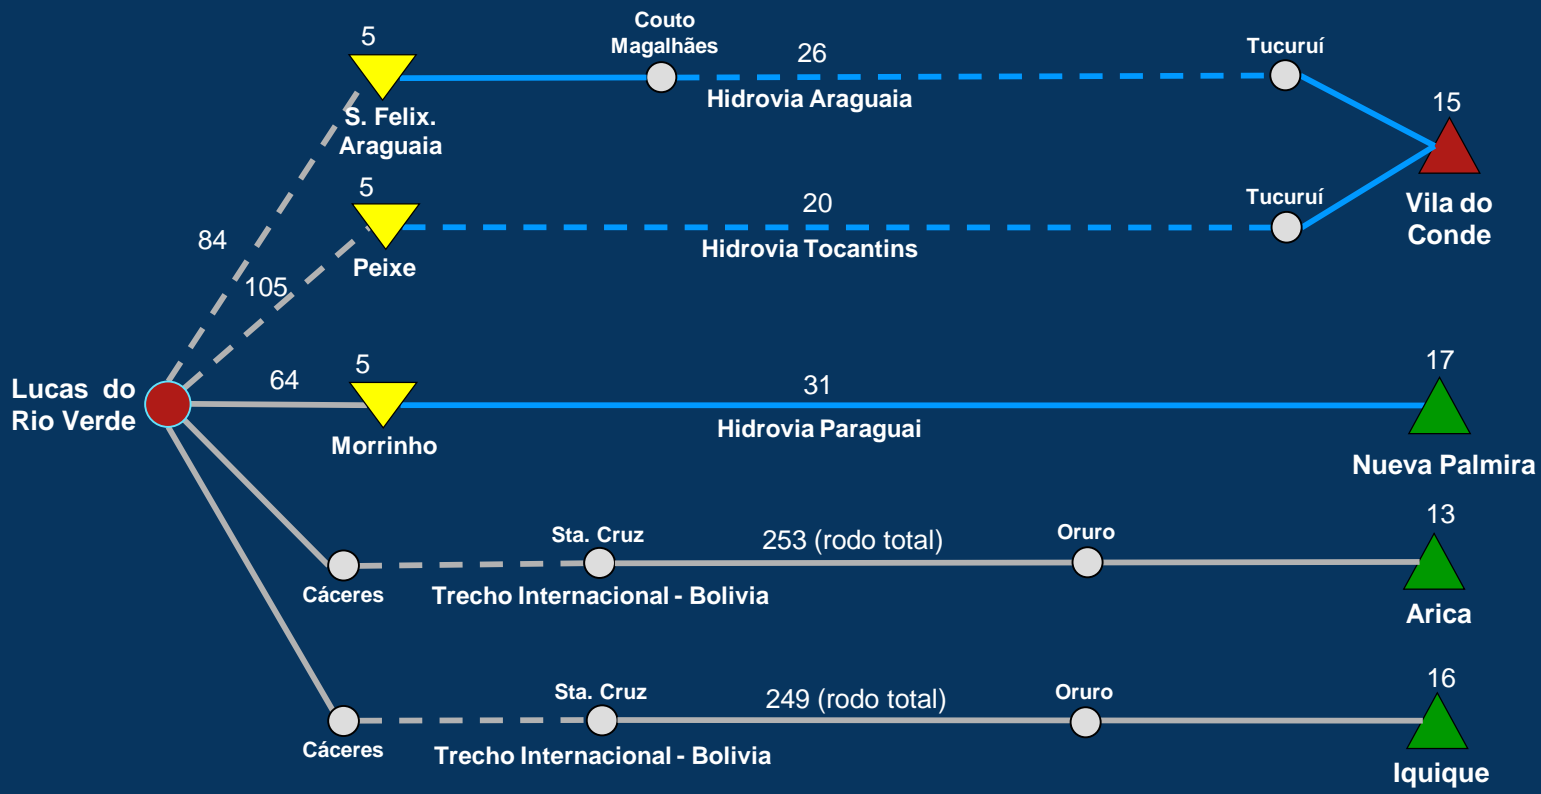 5
Couto
Magalhães
26
Tucuruí
Hidrovia Araguaia
15
S. Felix.
Araguaia
5
20
Tucuruí
Vila do
Conde
84
Hidrovia Tocantins
Peixe
105
5
17
64
31
Lucas do
Rio Verde
Hidrovia Paraguai
Morrinho
Nueva Palmira
13
Sta. Cruz
253 (rodo total)
Oruro
Cáceres
Trecho Internacional - Bolivia
Arica
16
Sta. Cruz
249 (rodo total)
Oruro
Cáceres
Trecho Internacional - Bolivia
Iquique